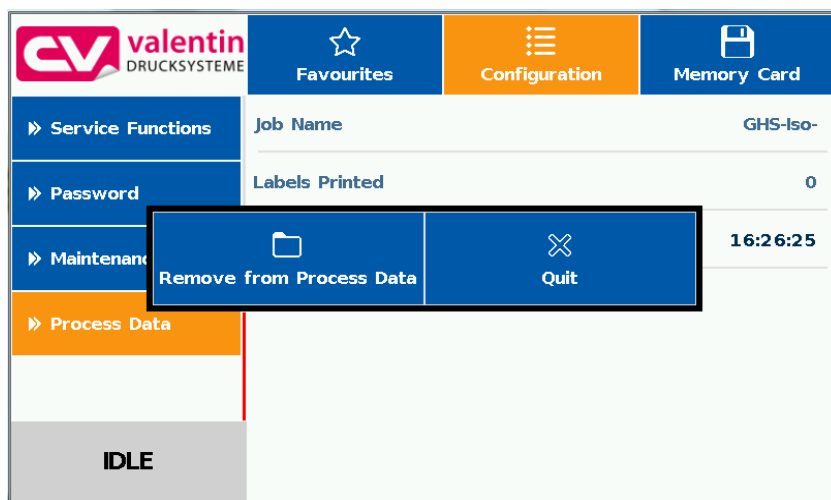 valentin
DRUCKSYSTEME
Favourites
Configuration
Memory Card
Service Functions
Job Name
GHS-Iso-
Password
Labels Printed
0
16:26:25
Remove from Process Data
Quit
Process Data
IDLE